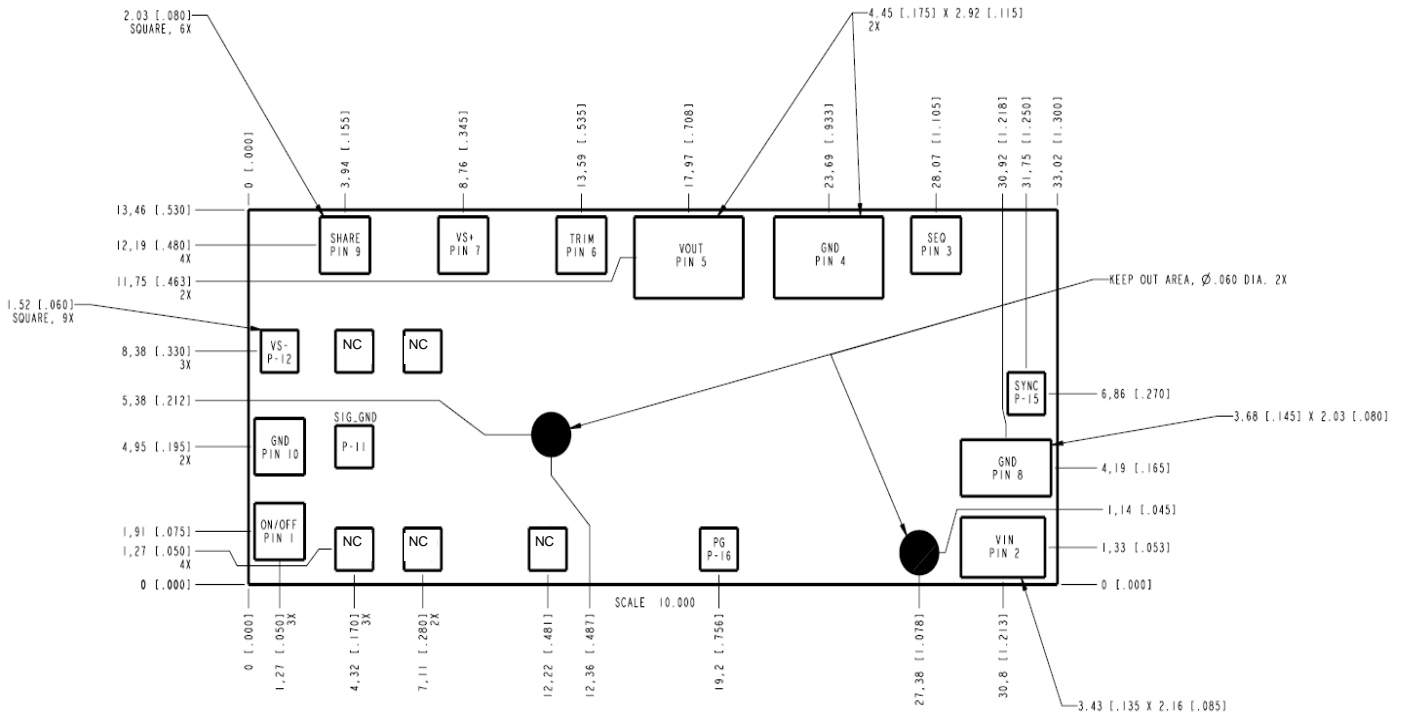 2.03 [.080]
SQUARE, 6X
4.45 [.175] X 2.92 [.115]
2X
0 [.000]
3,94 [.155]
8,76 [.345]
13,59 [.535]
17,97 [.708]
23,69 [.933]
28,07 [1.105]
30,92 [1.218]
31,75 [1.250]
33,02 [1.300]
13,46 [.530]
12,19 [.480]
4X
11,75 [.463]
2X
SHARE
PIN 9
VS+
PIN 7
TRIM
PIN 6
VOUT
PIN 5
GND
PIN 4
SEQ
PIN 3
KEEP OUT AREA, Ø.060 DIA. 2X
1.52 [.060]
SQUARE, 9X
8,38 [.330]
3X
VS-
P-12
NC
NC
5,38 [.212]
SYNC
P-15
6,86 [.270]
3.68 [.145] X 2.03 [.080]
4,95 [.195]
2X
GND
PIN 10
SIG_GND
P-11
GND
PIN 8
4,19 [.165]
1,14 [.045]
1,91 [.075]
1,27 [.050]
4X
ON/OFF
PIN 1
NC
NC
NC
PG
P-16
VIN
PIN 2
1,33 [.053]
0 [.000]
0 [.000]
SCALE 10.000
0 [.000]
1,27 [.050]
3X
4,32 [.170]
3X
7,11 [.280]
2X
12,22 [.481]
12,36 [.487]
19,2 [.756]
27,38 [1.078]
30,8 [1.213]
3.43 [.135 X 2.16 [.085]